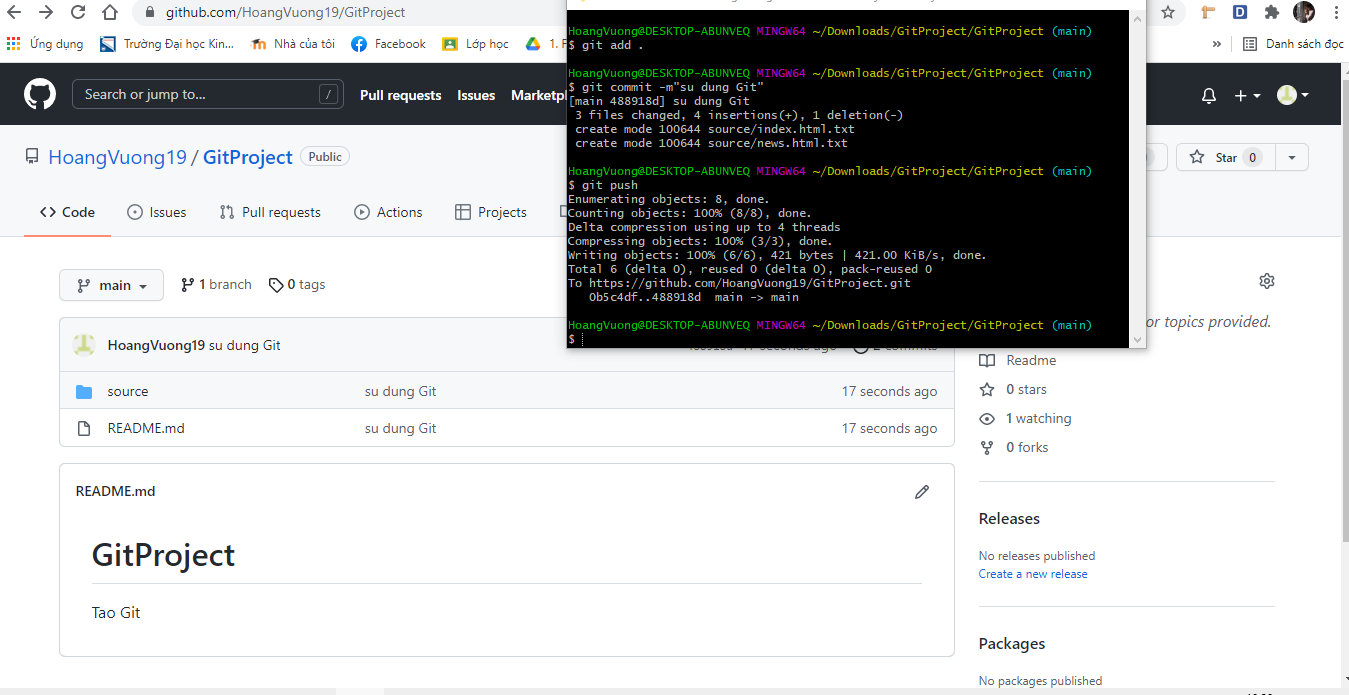 github.com/HoangVuong19/GitProject
Ứng dụng
Trường Đại học Kin...
Nhà của tôi
Facebook
Lớp học
1. F
»
Danh sách đọc
Search or jump to...
/
Pull requests
Issues
Marketpl
HoangVuong19 / GitProject
Public
Star 0
Code
Issues
Pull requests
Actions
Projects
main
1 branch
0 tags
HoangVuong19 su dung Git
source
su dung Git
17 seconds ago
README.md
su dung Git
17 seconds ago
README.md
GitProject
Tao Git
HoangVuong@DESKTOP-ABUNVEQ MINGW64 ~/Downloads/GitProject/GitProject (main)
$ git add .
HoangVuong@DESKTOP-ABUNVEQ MINGW64 ~/Downloads/GitProject/GitProject (main)
$ git commit -m"su dung Git"
[main 488918d] su dung Git
3 files changed, 4 insertions(+), 1 deletion(-)
create mode 100644 source/index.html.txt
create mode 100644 source/news.html.txt
HoangVuong@DESKTOP-ABUNVEQ MINGW64 ~/Downloads/GitProject/GitProject (main)
$ git push
Enumerating objects: 8, done.
Counting objects: 100% (8/8), done.
Delta compression using up to 4 threads
Compressing objects: 100% (3/3), done.
Writing objects: 100% (6/6), 421 bytes | 421.00 KiB/s, done.
Total 6 (delta 0), reused 0 (delta 0), pack-reused 0
To https://github.com/HoangVuong19/GitProject.git
0b5c4df..488918d main -> main
HoangVuong@DESKTOP-ABUNVEQ MINGW64 ~/Downloads/GitProject/GitProject (main)
$
or topics provided.
Readme
0 stars
1 watching
0 forks
Releases
No releases published
Create a new release
Packages
No packages published